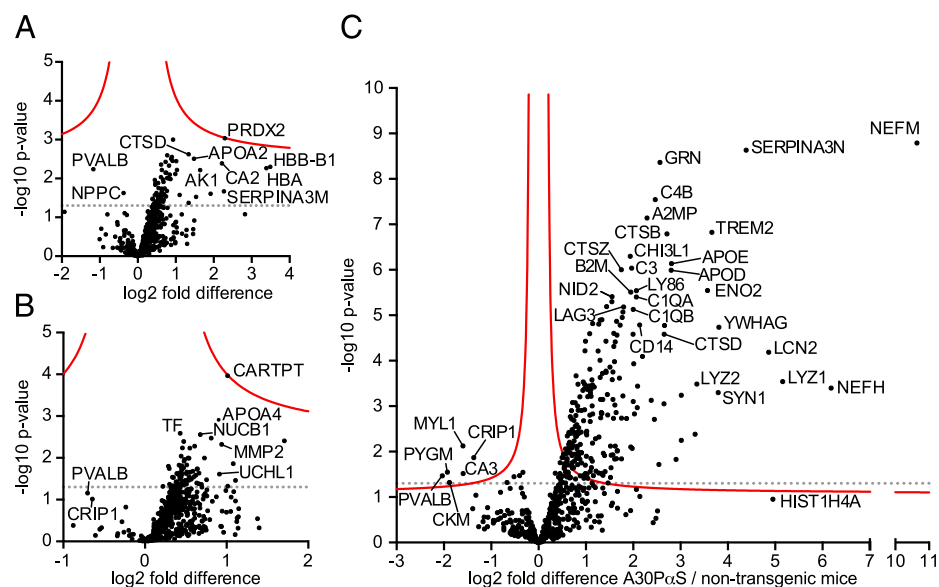 A
5
4
3
2
1
0
-2
-1
0
1
2
3
4
-log10 p-value
log2 fold difference
PRDX2
CTSD
APOA2
HBB-B1
PVALB
AK1
CA2
HBA
NPPC
SERPINA3M
B
5
4
3
2
1
0
-1
0
1
2
-log10 p-value
log2 fold difference
CARTPT
APOA4
TF
NUCB1
MMP2
UCHL1
PVALB
CRIP1
C
10
9
8
7
6
5
4
3
2
1
0
-3
-2
-1
0
1
2
3
4
5
6
7
10
11
-log10 p-value
log2 fold difference A30PαS / non-transgenic mice
NEFM
SERPINA3N
GRN
C4B
A2MP
CTSB
TREM2
CTSZ
CHI3L1
APOE
B2M
C3
APOD
NID2
LY86
ENO2
C1QA
LAG3
C1QB
YWHAG
CD14
CTSD
LCN2
LYZ2
LYZ1
SYN1
NEFH
MYL1
CRIP1
PYGM
CA3
PVALB
CKM
HIST1H4A